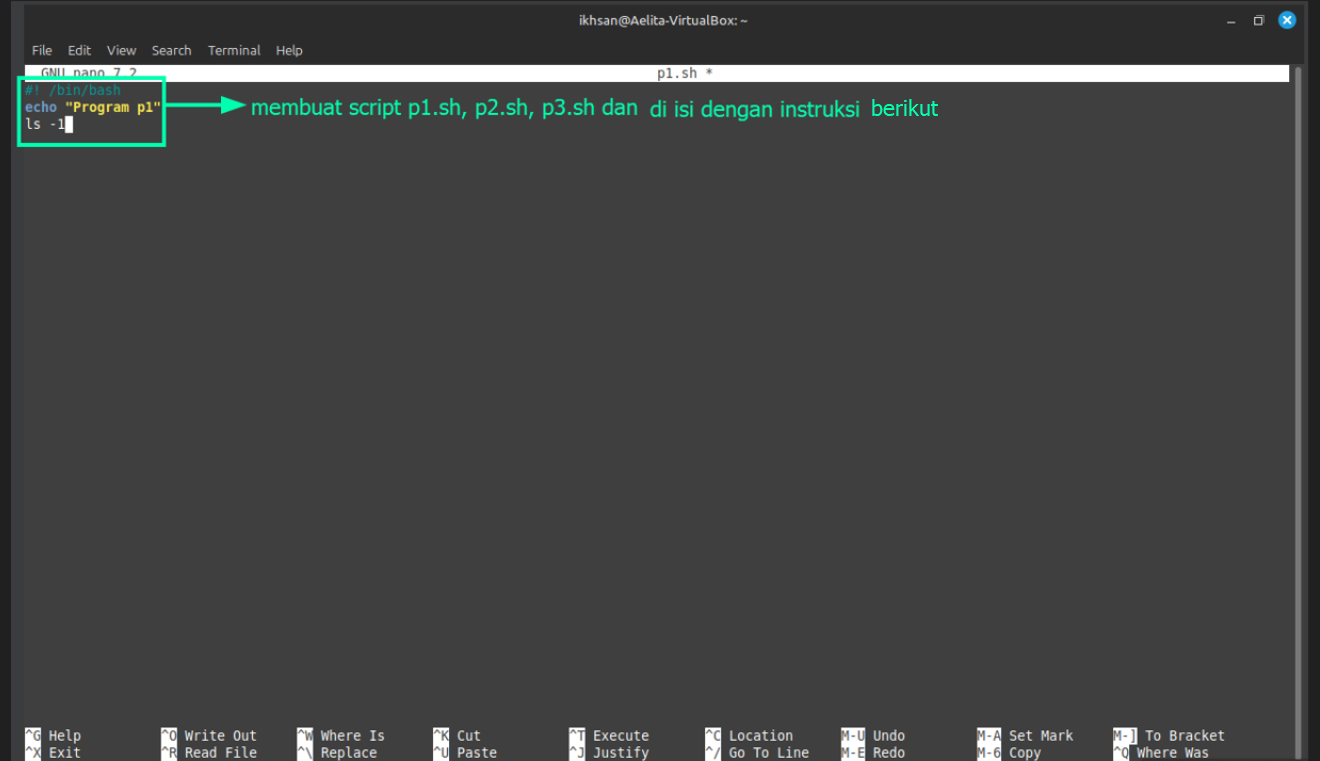 ikhsan@Aelita-VirtualBox: ~
File Edit View Search Terminal Help
GNU nano 7.2 p1.sh *
#! /bin/bash
echo "Program p1"
ls -1
membuat script p1.sh, p2.sh, p3.sh dan di isi dengan instruksi berikut
^G Help ^O Write Out ^W Where Is ^K Cut ^T Execute ^C Location M-U Undo M-A Set Mark M-] To Bracket
^X Exit ^R Read File ^\ Replace ^U Paste ^J Justify ^/ Go To Line M-E Redo M-6 Copy ^Q Where Was